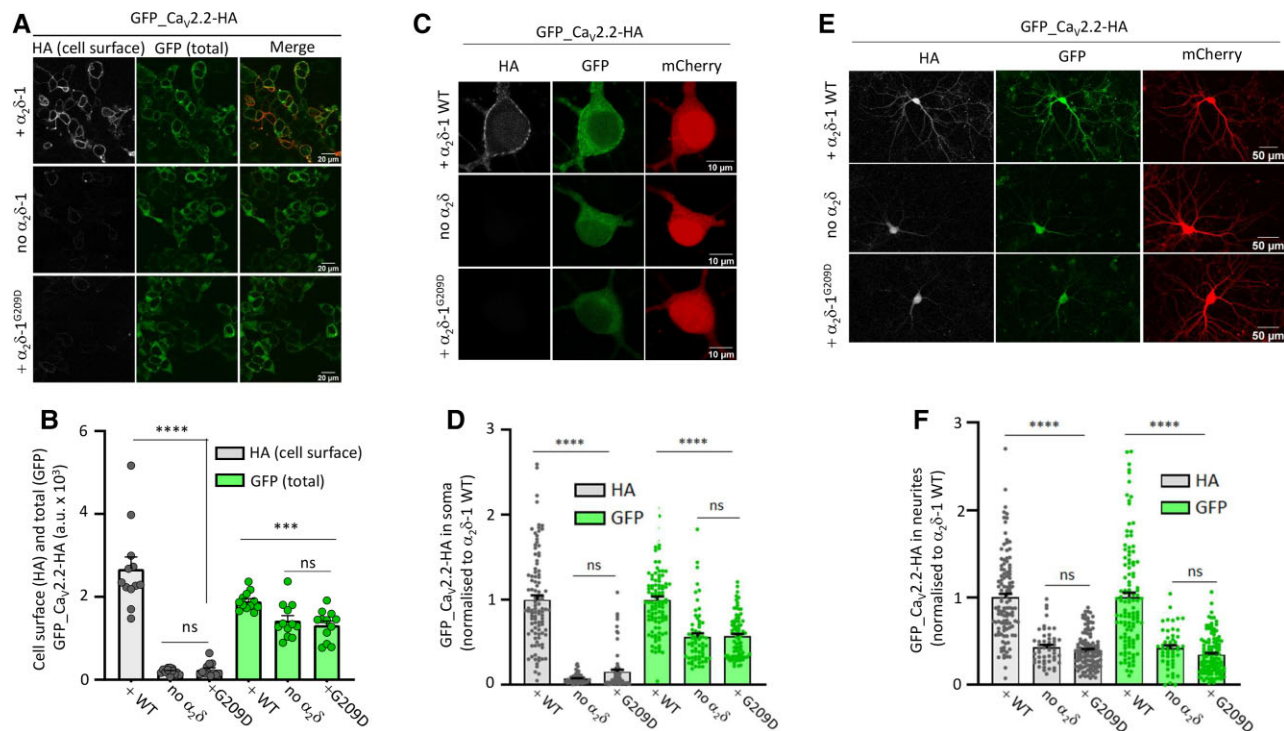 A
GFP_CaV2.2-HA
HA (cell surface) GFP (total) Merge
+ α2δ-1
20 µm
no α2δ-1
20 µm
+ α2δ-1G209D
20 µm
B
Cell surface (HA) and total (GFP)
GFP_CaV2.2-HA (a.u. x 10³)
6
4
2
0
****
HA (cell surface)
GFP (total)
***
ns
ns
+ WT
no α2δ
+G209D
+ WT
no α2δ
+G209D
C
GFP_CaV2.2-HA
HA GFP mCherry
+ α2δ-1 WT
10 µm
no α2δ
10 µm
+ α2δ-1G209D
10 µm
D
GFP_CaV2.2-HA in soma
(normalised to α2δ-1 WT)
3
2
1
0
**** ****
HA
GFP
ns
ns
+ WT
no α2δ
+ G209D
+ WT
no α2δ
+ G209D
E
GFP_CaV2.2-HA
HA GFP mCherry
+ α2δ-1 WT
50 µm
no α2δ
50 µm
+ α2δ-1G209D
50 µm
F
GFP_CaV2.2-HA in neurites
(normalised to α2δ-1 WT)
3
2
1
0
**** ****
HA
GFP
ns
ns
+ WT
no α2δ
+ G209D
+ WT
no α2δ
+ G209D